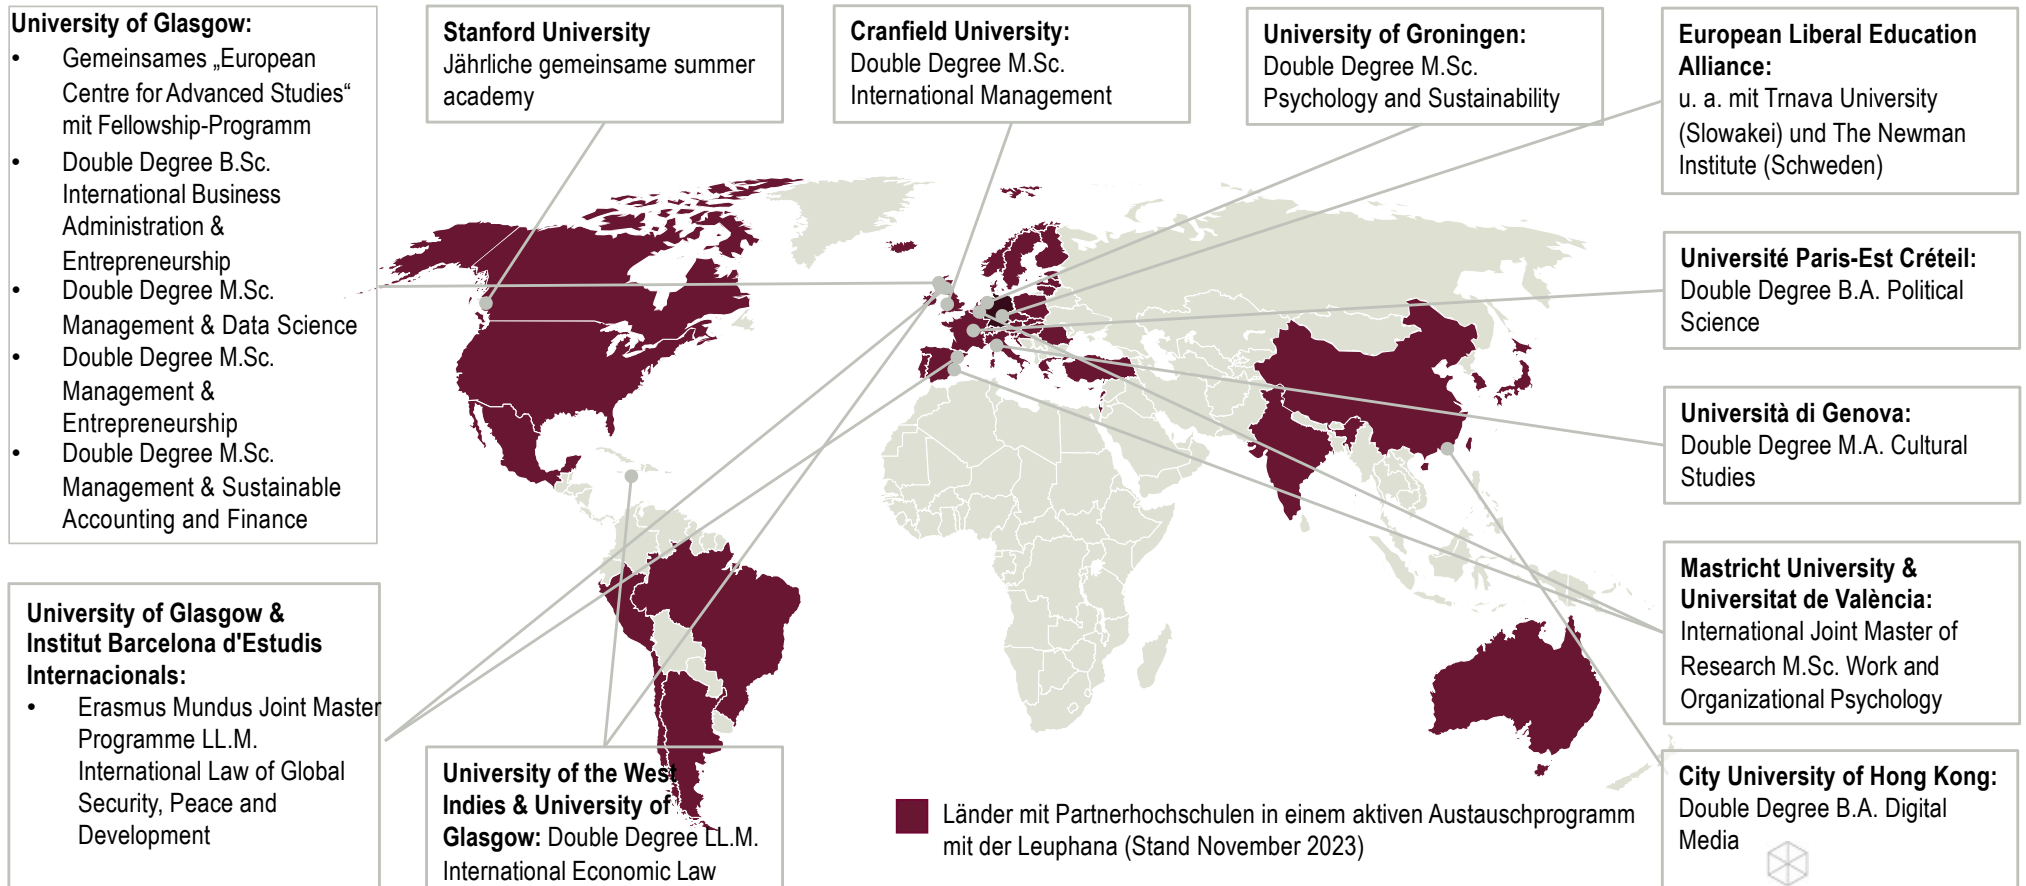 University of Glasgow:
• Gemeinsames „European
Centre for Advanced Studies“
mit Fellowship-Programm
• Double Degree B.Sc.
International Business
Administration &
Entrepreneurship
• Double Degree M.Sc.
Management & Data Science
• Double Degree M.Sc.
Management &
Entrepreneurship
• Double Degree M.Sc.
Management & Sustainable
Accounting and Finance
Stanford University
Jährliche gemeinsame summer
academy
Cranfield University:
Double Degree M.Sc.
International Management
University of Groningen:
Double Degree M.Sc.
Psychology and Sustainability
European Liberal Education
Alliance:
u. a. mit Trnava University
(Slowakei) und The Newman
Institute (Schweden)
Université Paris-Est Créteil:
Double Degree B.A. Political
Science
Università di Genova:
Double Degree M.A. Cultural
Studies
Mastricht University &
Universitat de València:
International Joint Master of
Research M.Sc. Work and
Organizational Psychology
City University of Hong Kong:
Double Degree B.A. Digital
Media
University of Glasgow &
Institut Barcelona d'Estudis
Internacionals:
• Erasmus Mundus Joint Master
Programme LL.M.
International Law of Global
Security, Peace and
Development
University of the West
Indies & University of
Glasgow: Double Degree LL.M.
International Economic Law
Länder mit Partnerhochschulen in einem aktiven Austauschprogramm
mit der Leuphana (Stand November 2023)